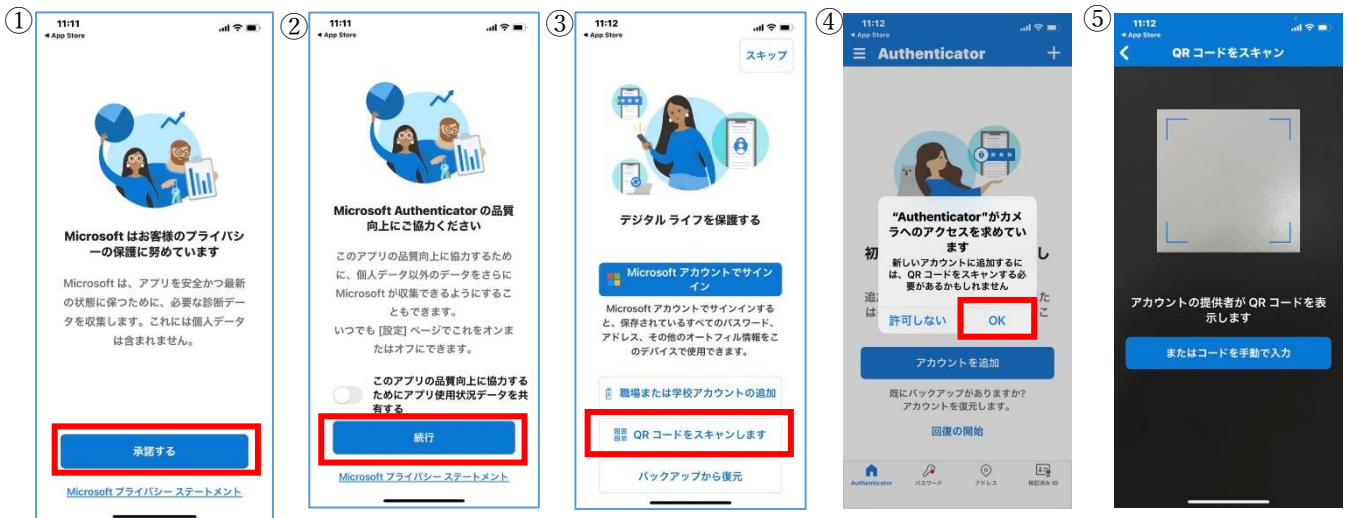 ①
11:11
◀ App Store
Microsoft はお客様のプライバシ
ーの保護に努めています
Microsoft は、アプリを安全かつ最新
の状態に保つために、必要な診断デー
タを収集します。これには個人データ
は含まれません。
承諾する
Microsoft プライバシー ステートメント
②
11:11
◀ App Store
Microsoft Authenticator の品質
向上にご協力ください
このアプリの品質向上に協力するため
に、個人データ以外のデータをさらに
Microsoft が収集できるようにするこ
ともできます。
いつでも [設定] ページでこれをオンま
たはオフにできます。
このアプリの品質向上に協力する
ためにアプリ使用状況データを共
有する
続行
Microsoft プライバシー ステートメント
③
11:12
◀ App Store
スキップ
デジタル ライフを保護する
Microsoft アカウントでサイン
イン
Microsoft アカウントでサインインする
と、保存されているすべてのパスワード、
アドレス、その他のオートフィル情報をこ
のデバイスで使用できます。
職場または学校アカウントの追加
QR コードをスキャンします
バックアップから復元
④
11:12
◀ App Store
Authenticator
"Authenticator"がカメ
ラへのアクセスを求めてい
ます
新しいアカウントに追加するに
は、QR コードをスキャンする必
要があるかもしれません
初
し
追
た
は
こ
許可しない
OK
アカウントを追加
既にバックアップがありますか?
アカウントを復元します。
回復の開始
Authenticator
パスワード
アドレス
検証済み ID
⑤
11:12
◀ App Store
QR コードをスキャン
アカウントの提供者が QR コードを表
示します
またはコードを手動で入力